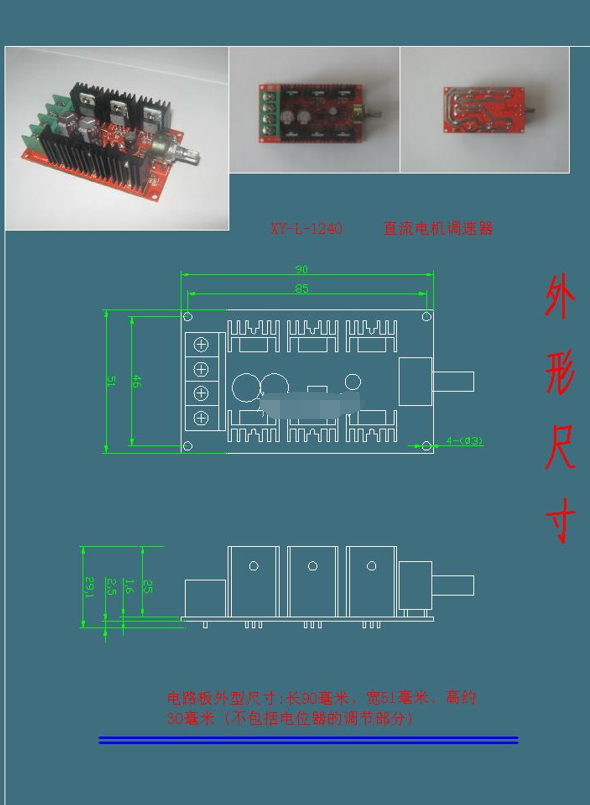 XY-L-1240 直流电机调速器
90
85
外
形
尺
寸
51
46
4-(Ø3)
29,1
2,5
1,6
25
电路板外型尺寸:长90毫米、宽51毫米、高约
30毫米 (不包括电位器的调节部分)